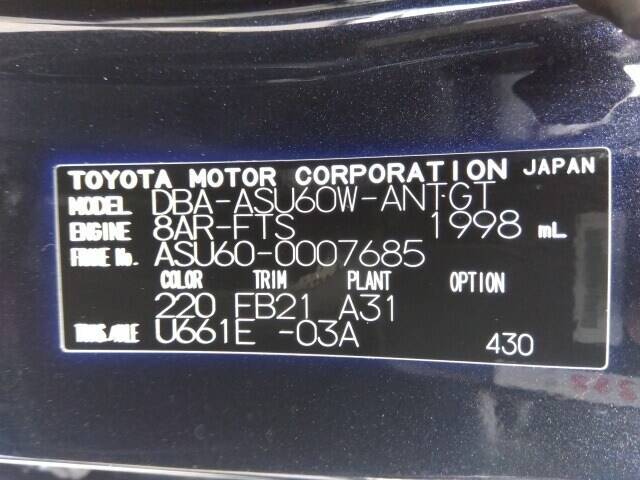 TOYOTA MOTOR CORPORATION JAPAN
MODEL DBA-ASU60W-ANTGT
ENGINE 8AR-FTS 1998 mL
FRAME No. ASU60-0007685
COLOR TRIM PLANT OPTION
220 FB21 A31
TRANS/AXLE U661E -03A 430